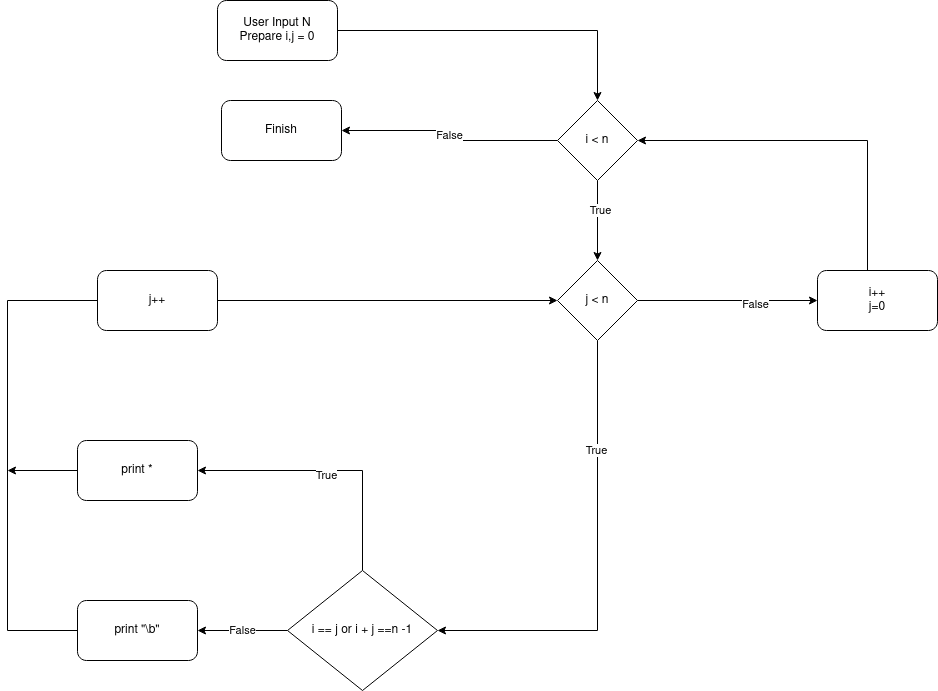 User Input N
Prepare i,j = 0
Finish
False
i < n
True
j++
j < n
False
i++
j=0
True
print *
True
print "\b"
False
i == j or i + j ==n -1